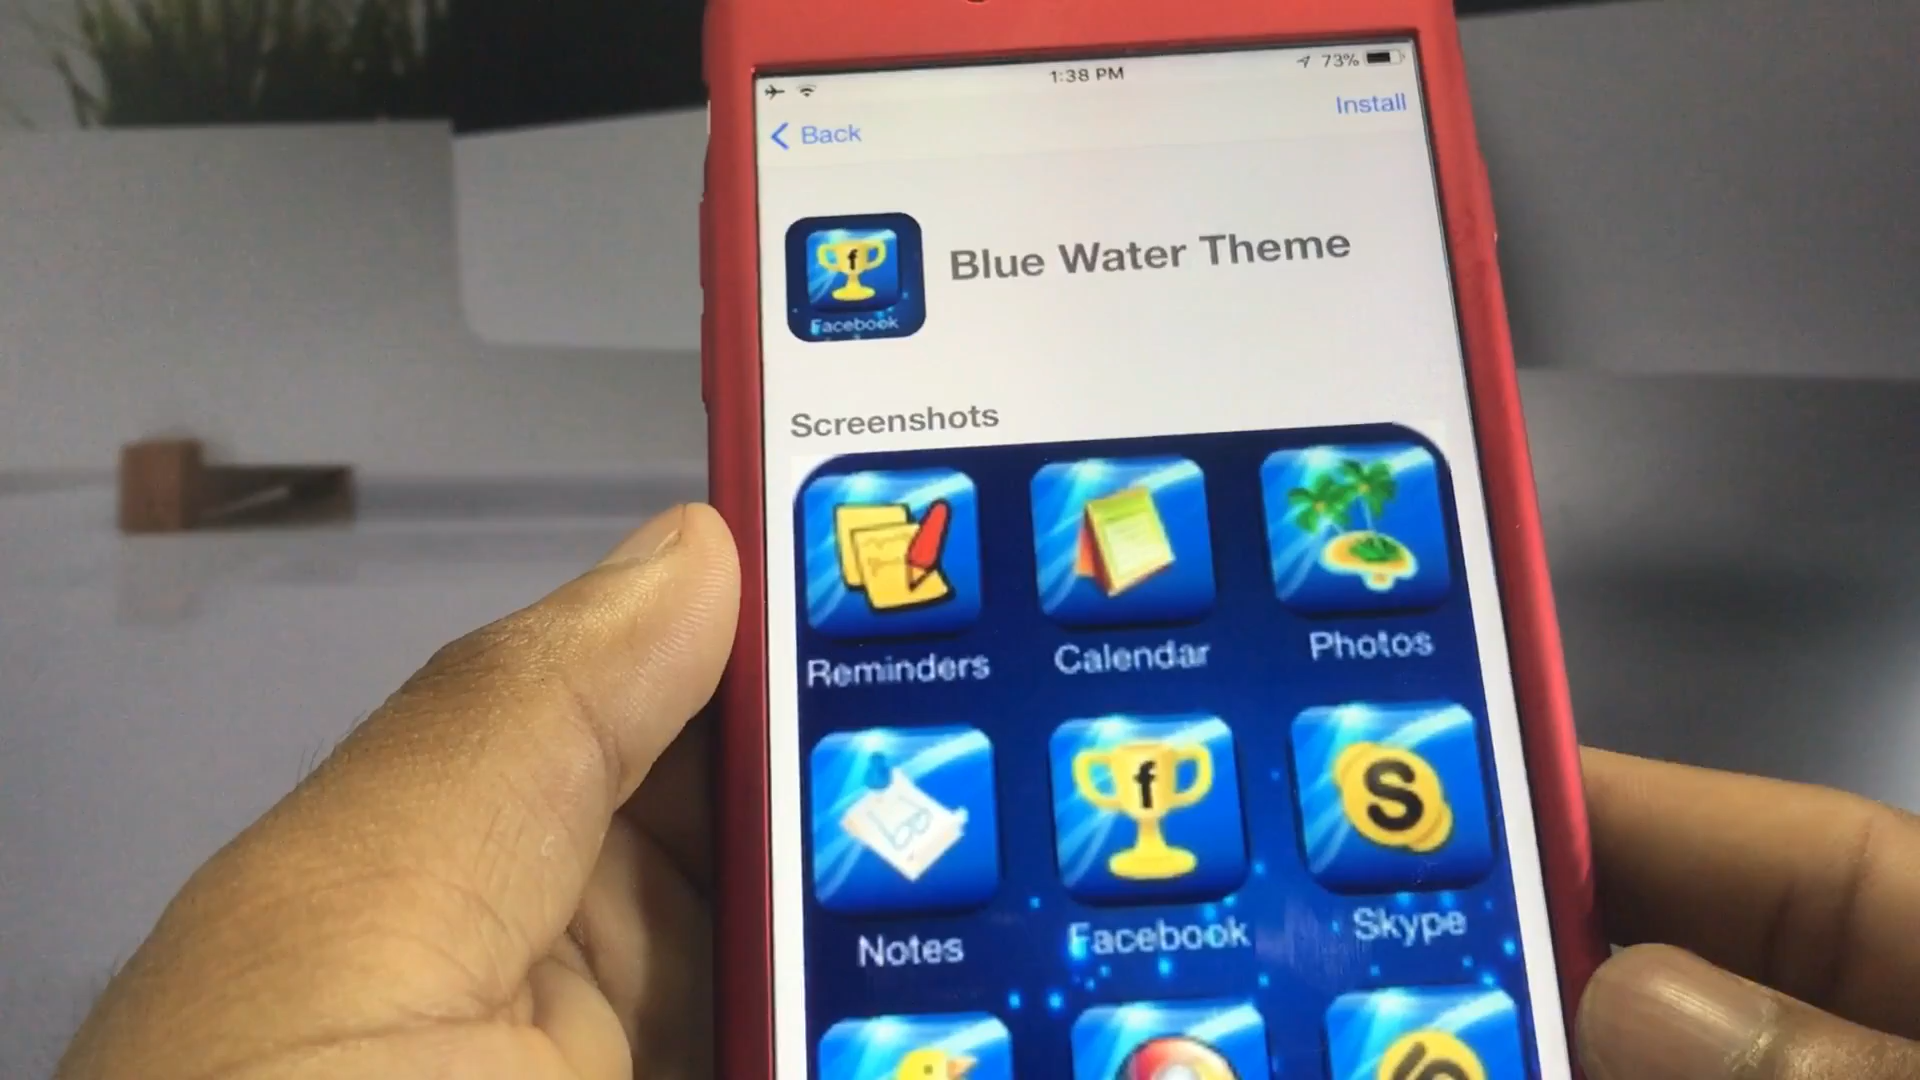 1:38 PM
73%
Back
Install
f
Facebook
Blue Water Theme
Screenshots
Reminders
Calendar
Photos
f
S
Notes
Facebook
Skype